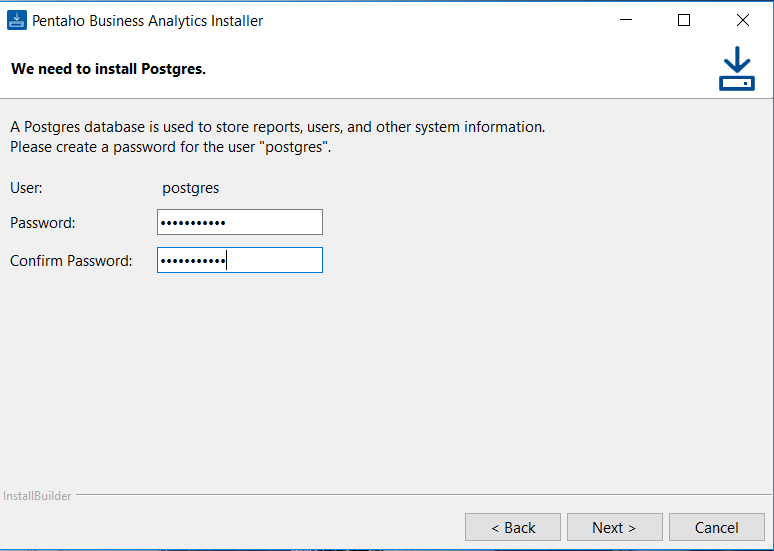 Pentaho Business Analytics Installer
We need to install Postgres.
A Postgres database is used to store reports, users, and other system information.
Please create a password for the user "postgres".
User: postgres
Password: •••••••••••
Confirm Password: •••••••••••
InstallBuilder
< Back Next > Cancel